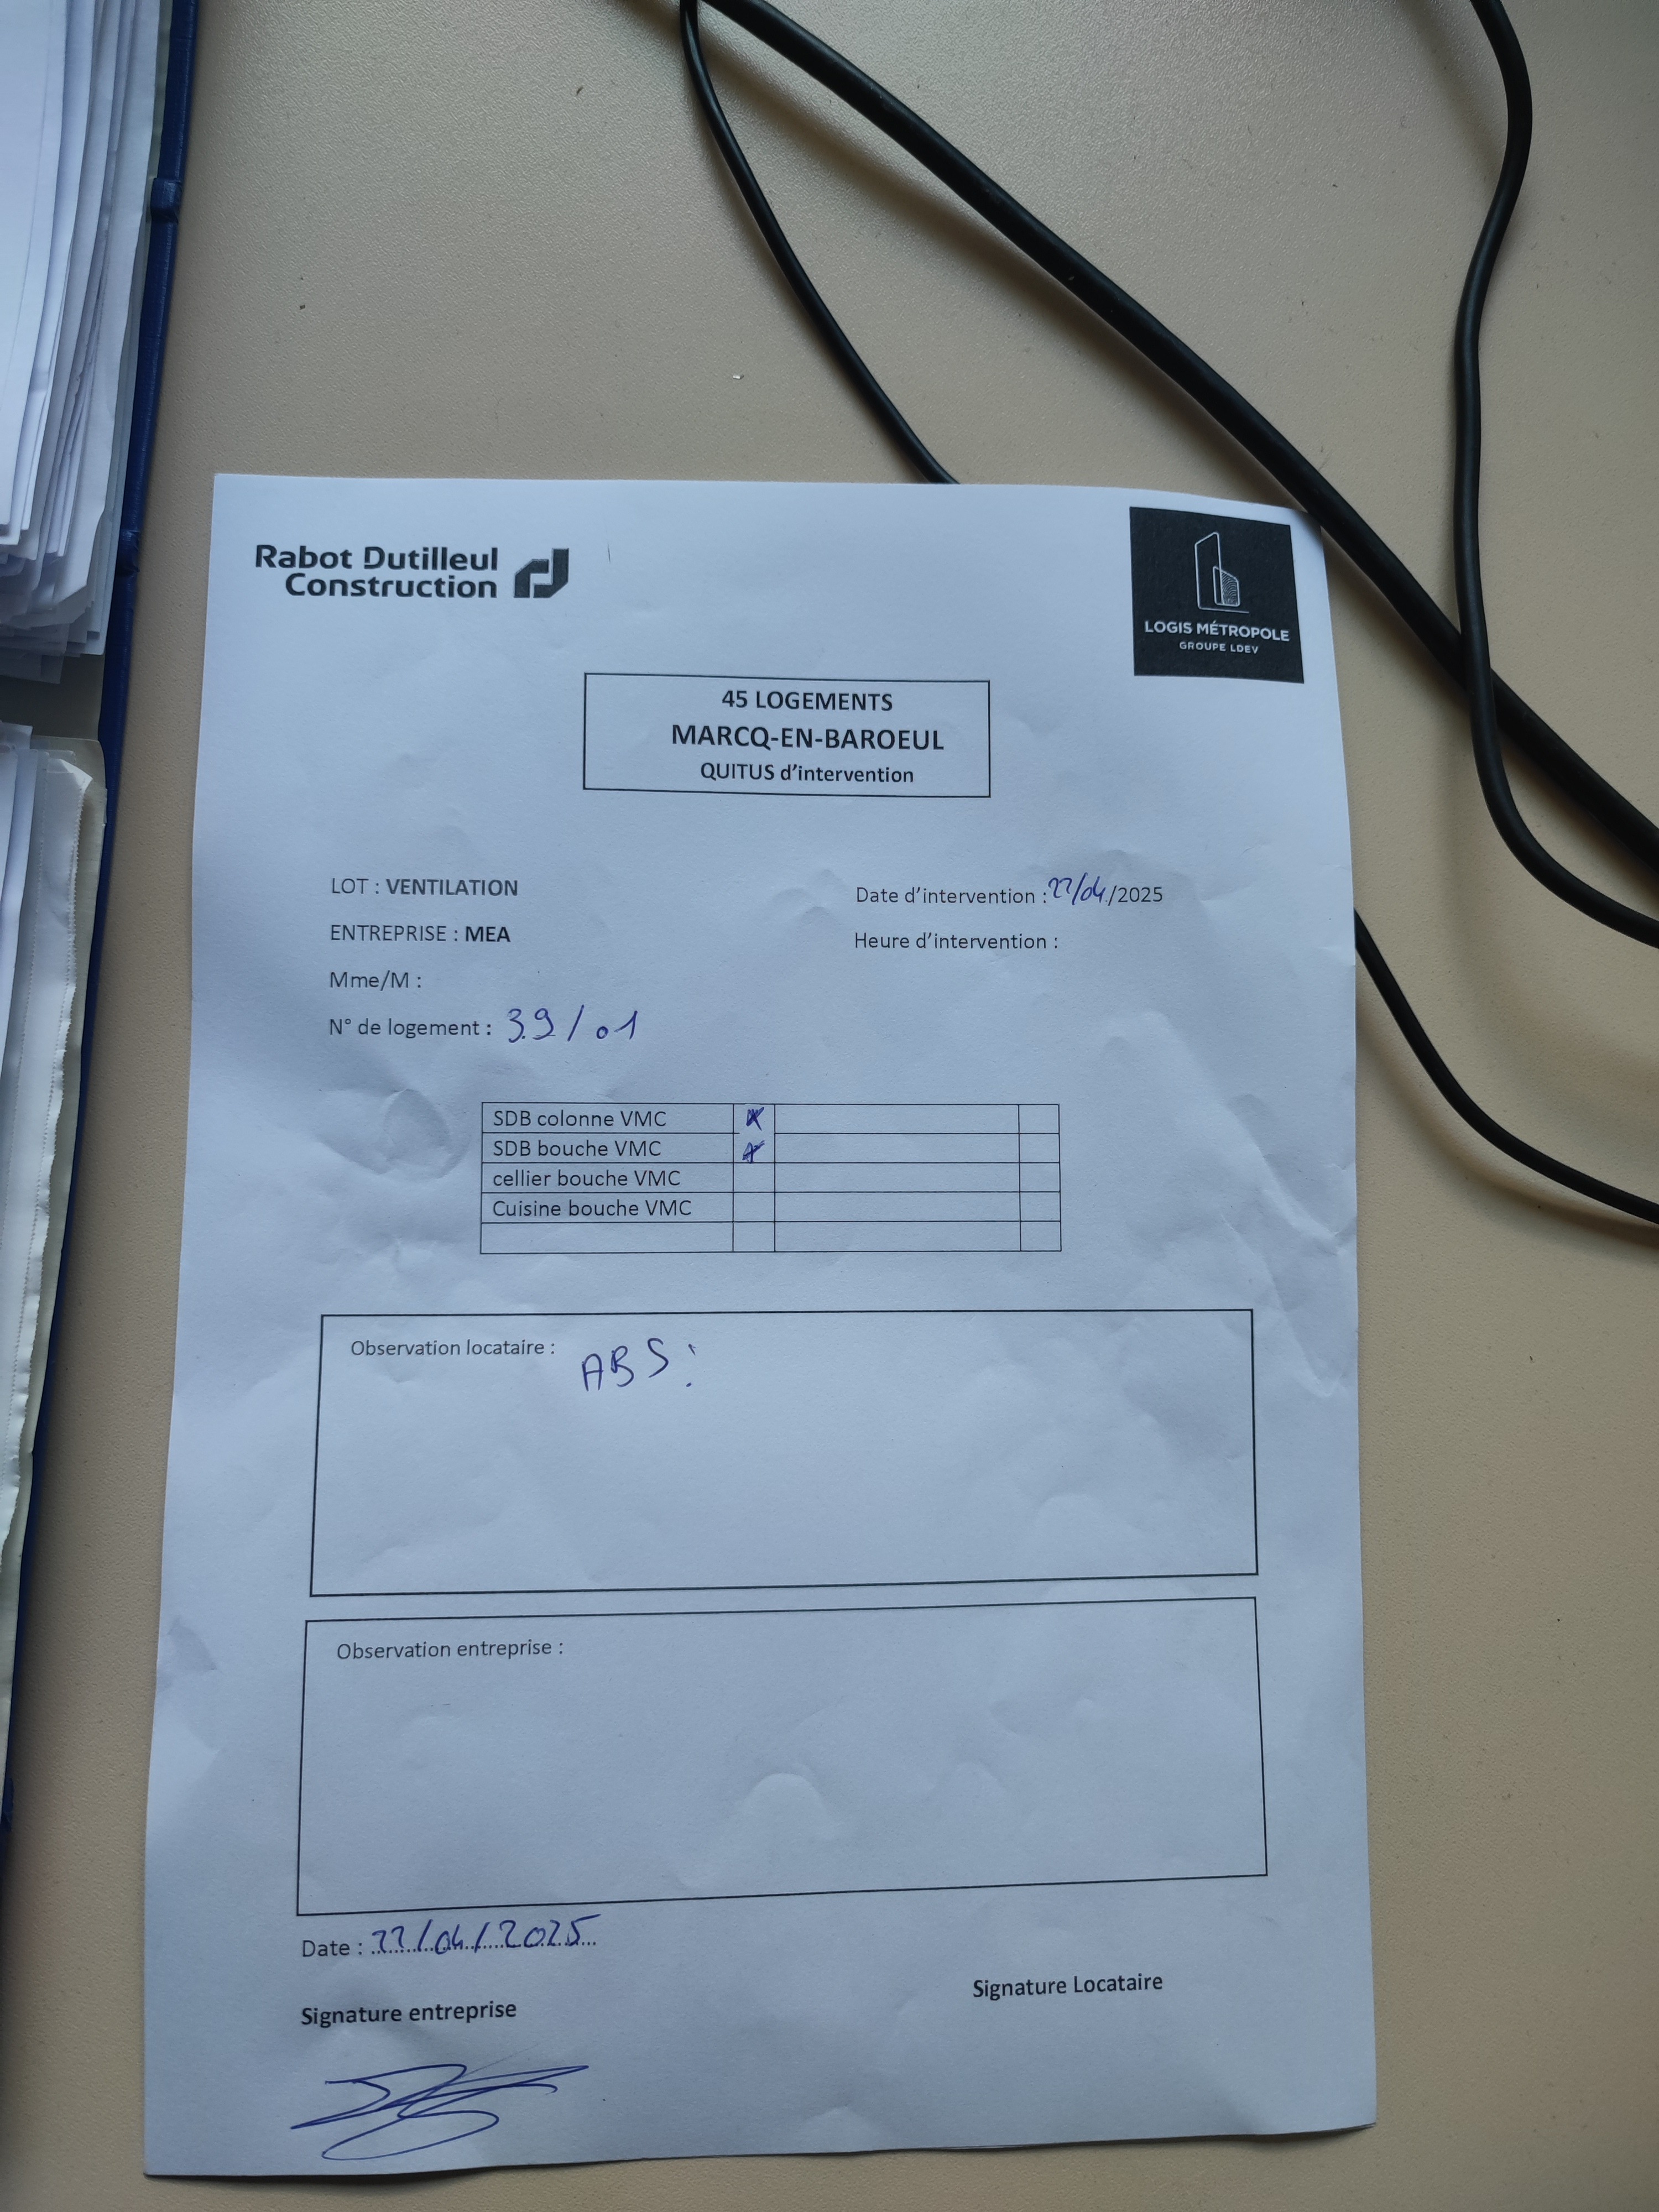 Rabot Dutilleul
Construction
LOGIS MÉTROPOLE
GROUPE LDEV
45 LOGEMENTS
MARCQ-EN-BAROEUL
QUITUS d'intervention
LOT : VENTILATION
Date d'intervention : 22/04/2025
ENTREPRISE : MEA
Heure d'intervention :
Mme/M :
N° de logement : 39/01
SDB colonne VMC X
SDB bouche VMC X
cellier bouche VMC
Cuisine bouche VMC
Observation locataire : ABS:
Observation entreprise :
Date : 22/04/2025
Signature Locataire
Signature entreprise